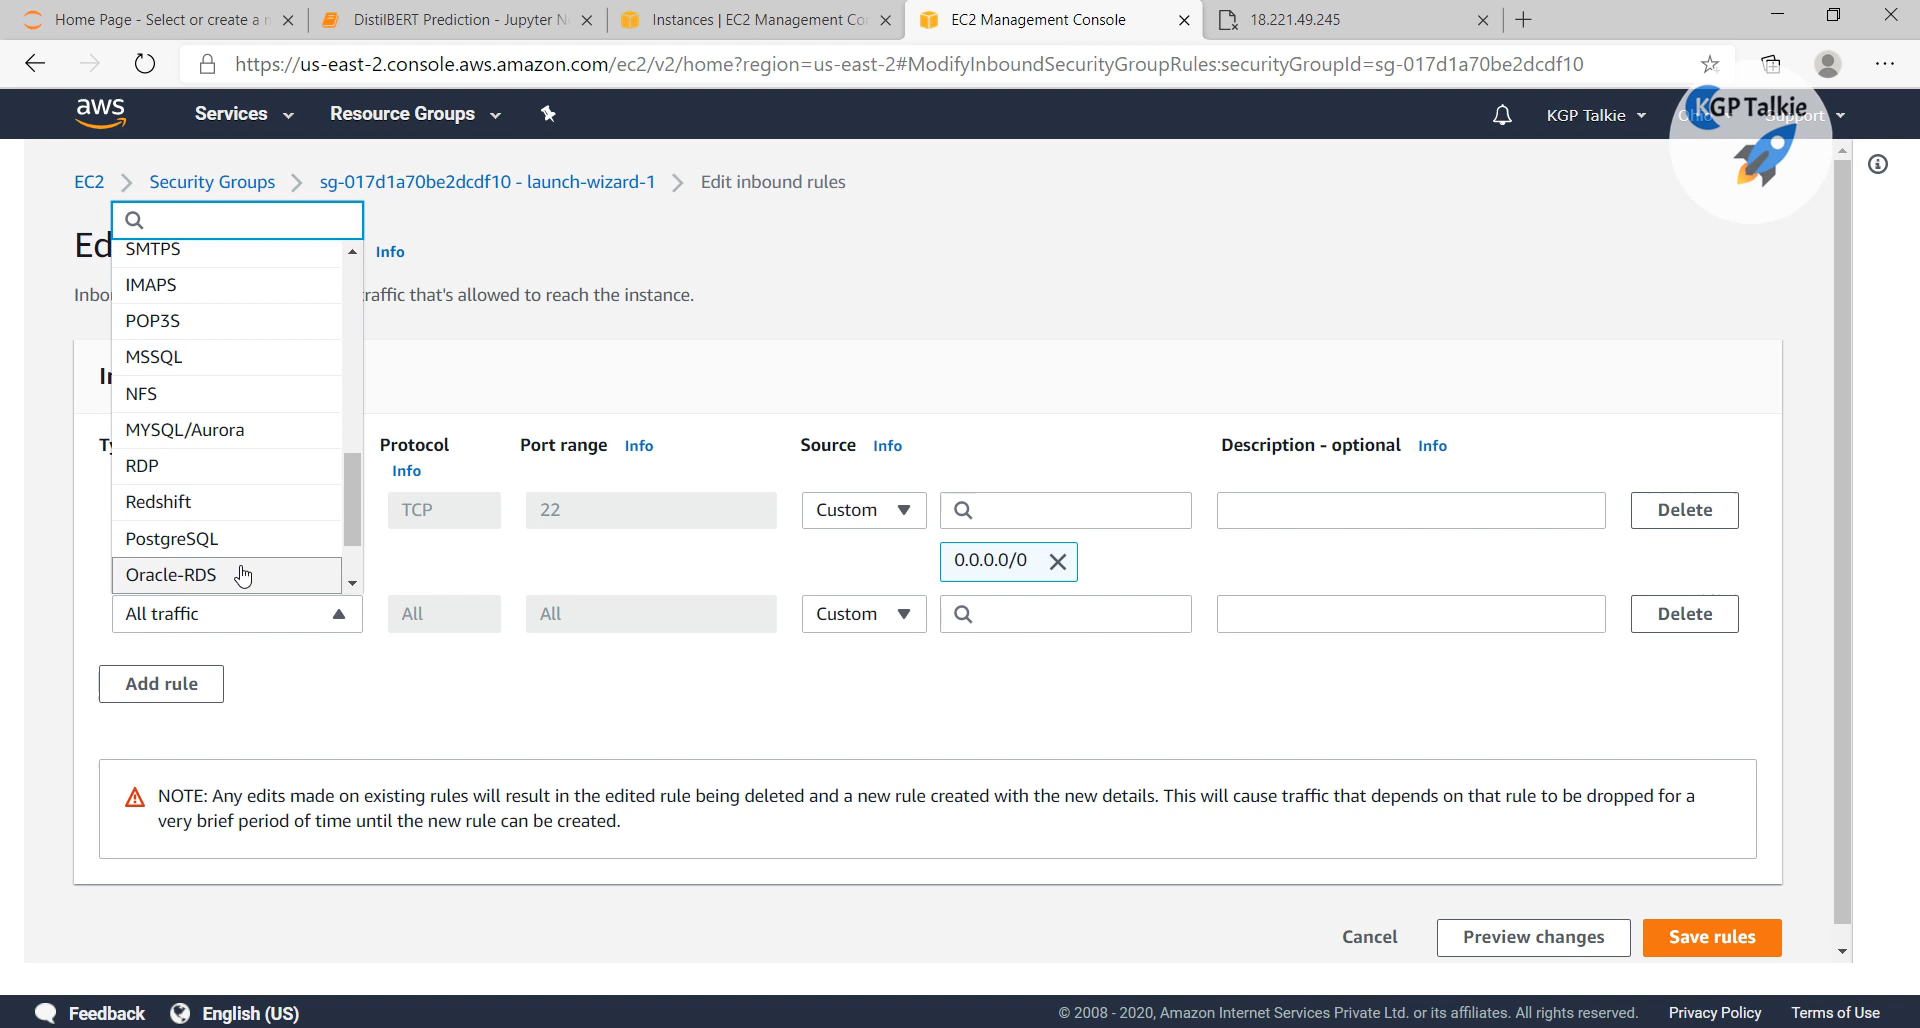 Home Page - Select or create a n
DistilBERT Prediction - Jupyter N
Instances | EC2 Management Co
EC2 Management Console
18.221.49.245
https://us-east-2.console.aws.amazon.com/ec2/v2/home?region=us-east-2#ModifyInboundSecurityGroupRules:securityGroupId=sg-017d1a70be2dcdf10
aws Services Resource Groups KGP Talkie Ohio Support
KGP Talkie
EC2 Security Groups sg-017d1a70be2dcdf10 - launch-wizard-1 Edit inbound rules
Ed Info
Inbo raffic that's allowed to reach the instance.
SMTPS
IMAPS
POP3S
MSSQL
NFS
MYSQL/Aurora
RDP
Redshift
PostgreSQL
Oracle-RDS
All traffic
In
Ty Protocol Info Port range Info Source Info Description - optional Info
TCP 22 Custom Delete
0.0.0.0/0
All All Custom Delete
Add rule
NOTE: Any edits made on existing rules will result in the edited rule being deleted and a new rule created with the new details. This will cause traffic that depends on that rule to be dropped for a
very brief period of time until the new rule can be created.
Cancel Preview changes Save rules
Feedback English (US) © 2008 - 2020, Amazon Internet Services Private Ltd. or its affiliates. All rights reserved. Privacy Policy Terms of Use